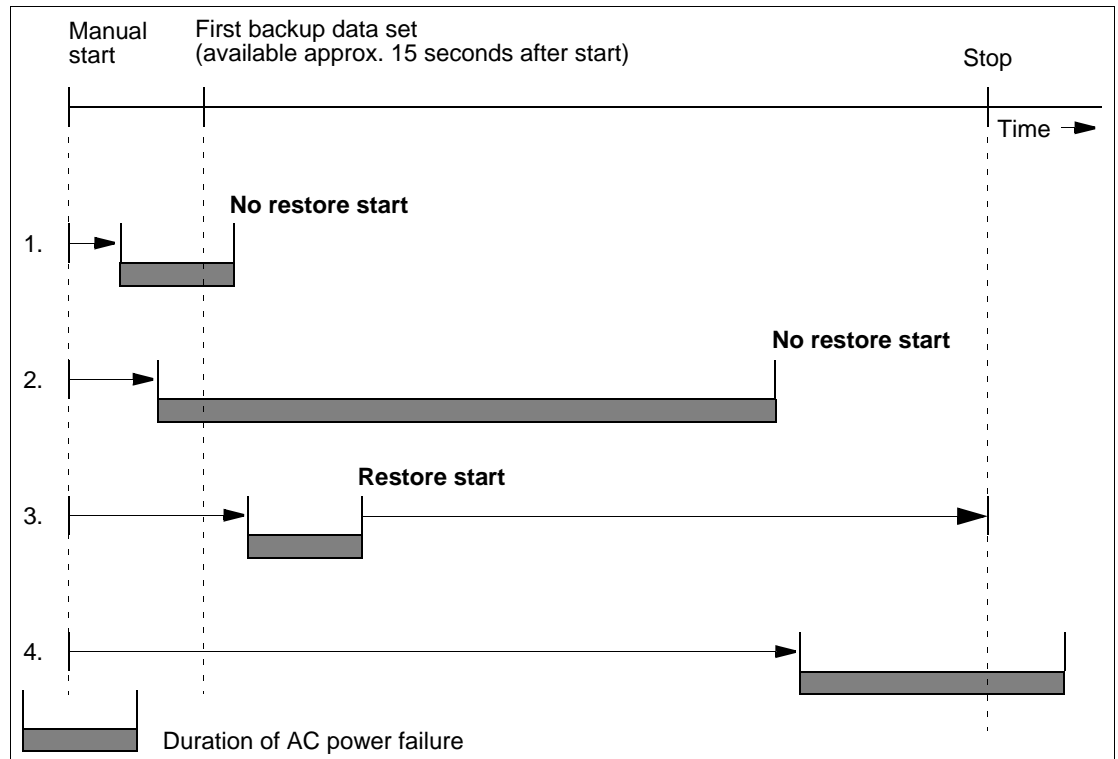 Manual
start
First backup data set
(available approx. 15 seconds after start)
Stop
Time
No restore start
1.
No restore start
2.
Restore start
3.
4.
Duration of AC power failure